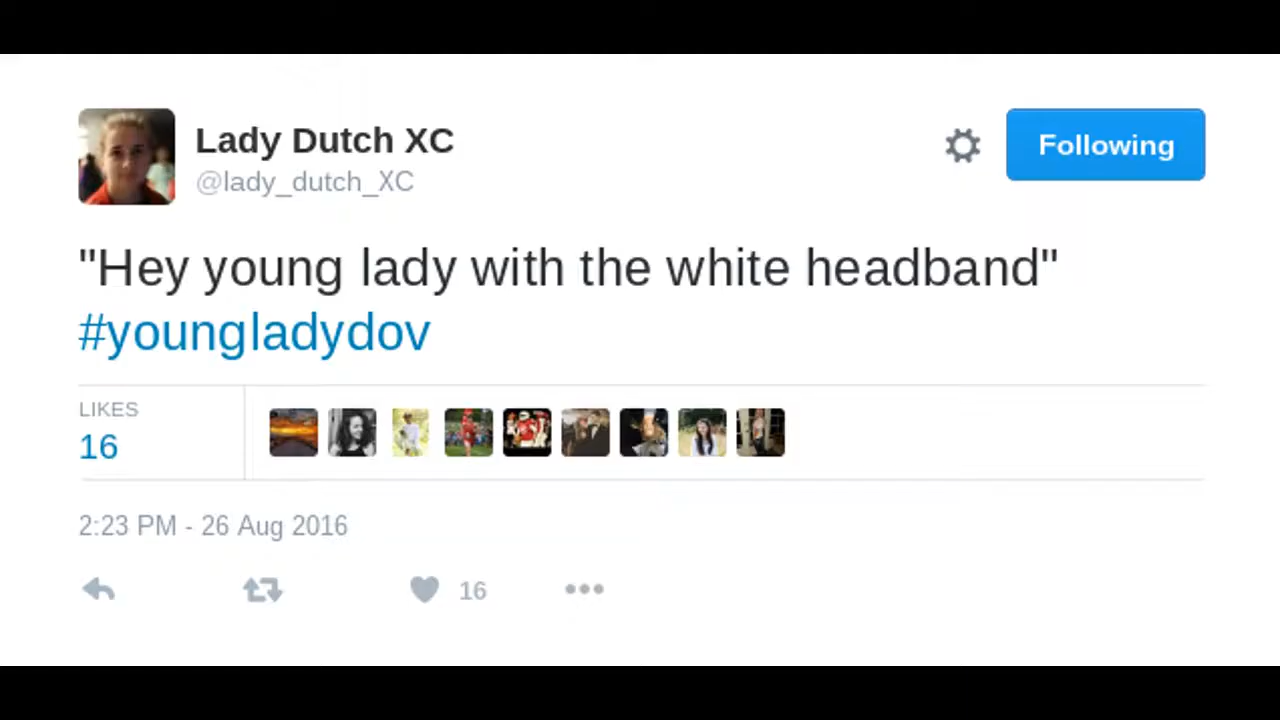 Lady Dutch XC
@lady_dutch_XC
Following
"Hey young lady with the white headband"
#youngladydov
LIKES
16
2:23 PM - 26 Aug 2016
16